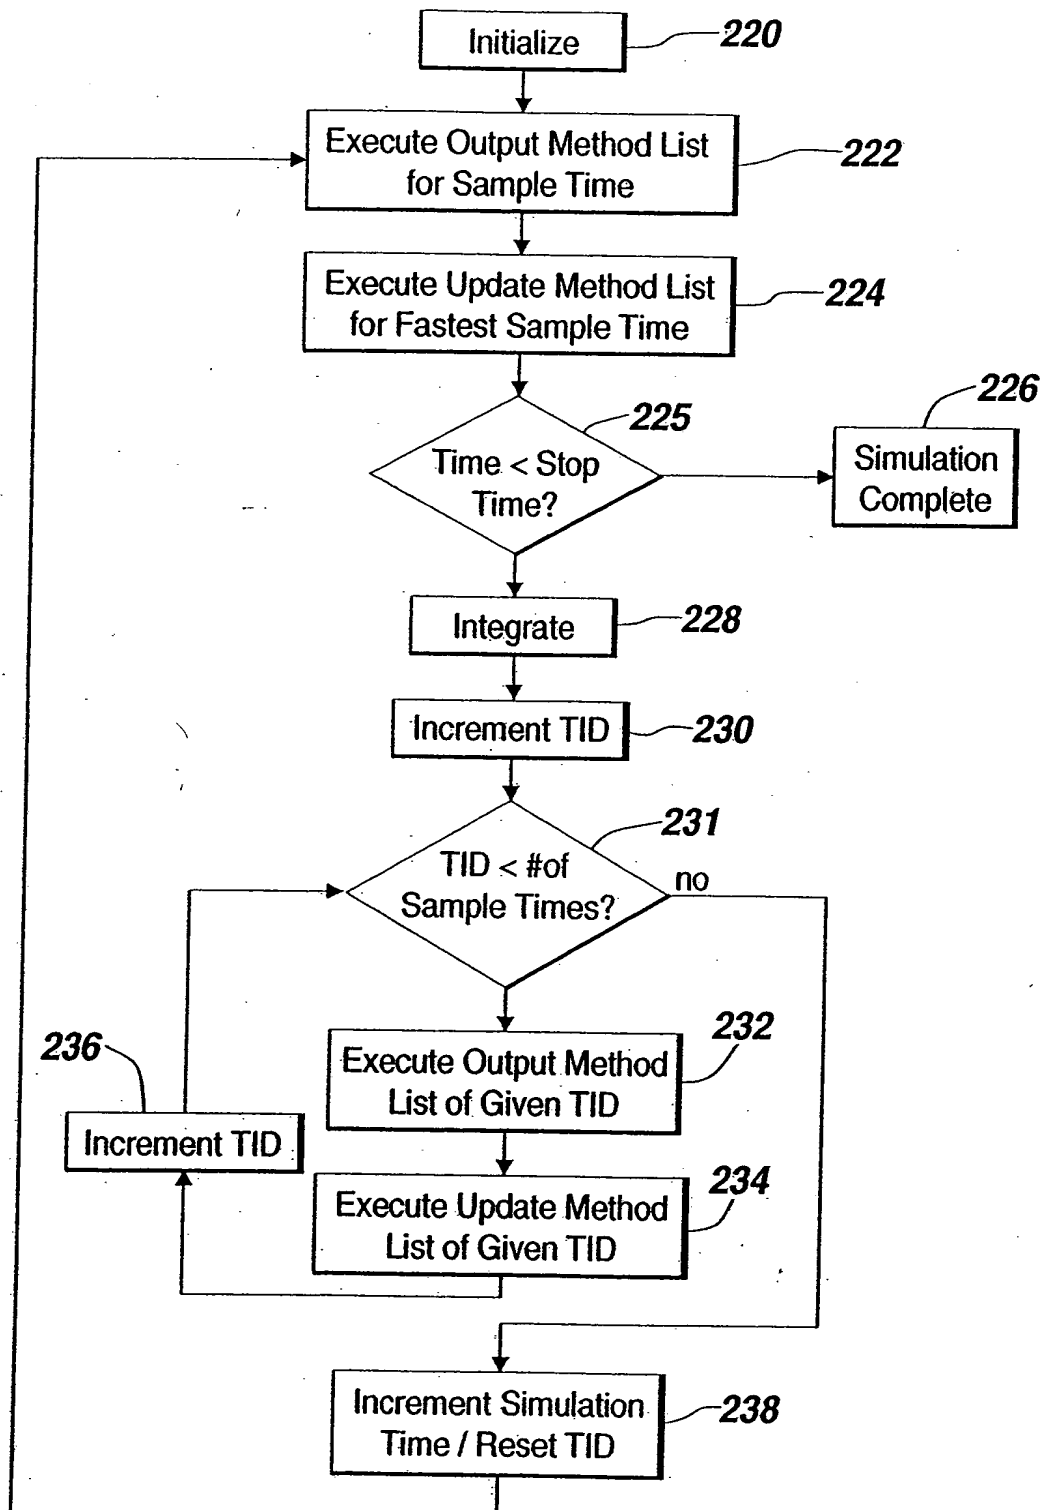 Initialize
220
Execute Output Method List
for Sample Time
222
Execute Update Method List
for Fastest Sample Time
224
225
Time < Stop
Time?
226
Simulation
Complete
Integrate
228
Increment TID
230
231
TID < #of
Sample Times?
no
232
Execute Output Method
List of Given TID
236
Increment TID
234
Execute Update Method
List of Given TID
Increment Simulation
Time / Reset TID
238